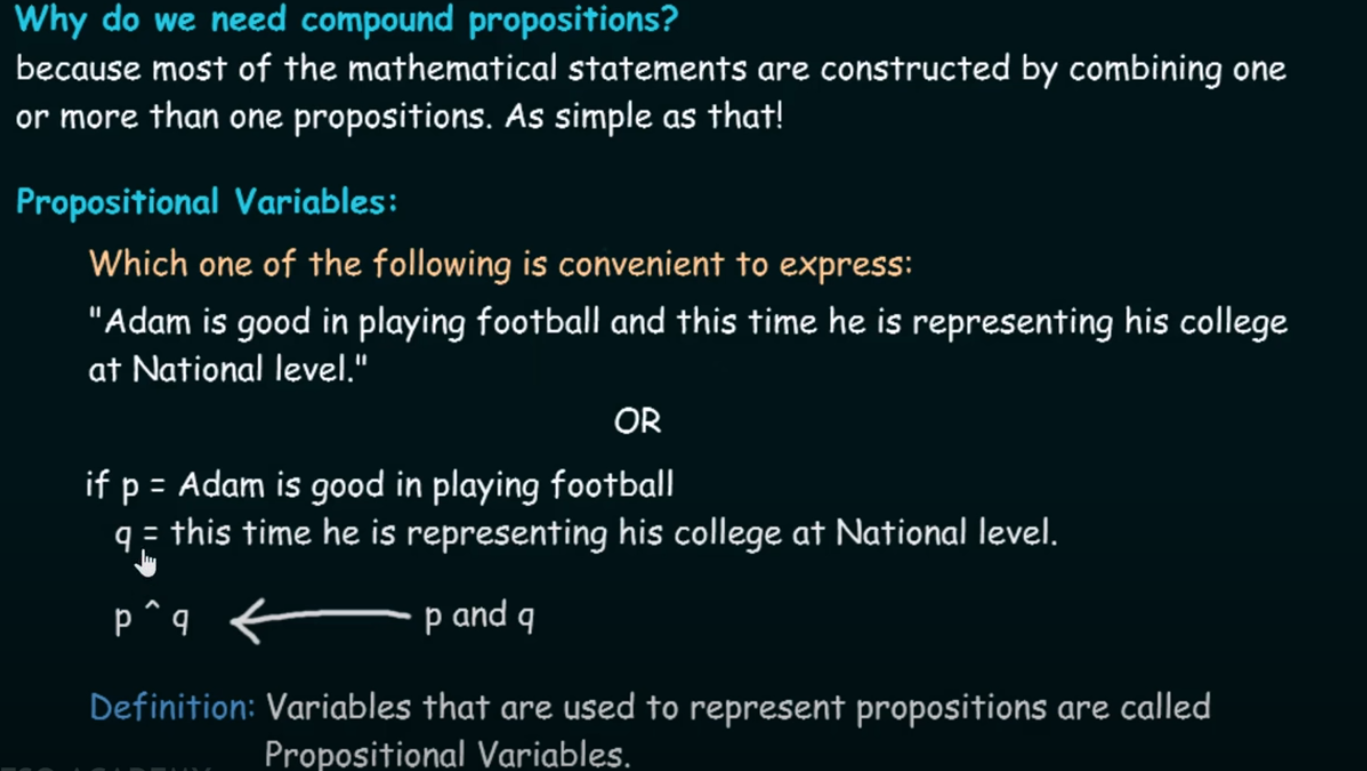 Why do we need compound propositions?
because most of the mathematical statements are constructed by combining one
or more than one propositions. As simple as that!
Propositional Variables:
Which one of the following is convenient to express:
"Adam is good in playing football and this time he is representing his college
at National level."
OR
if p = Adam is good in playing football
q = this time he is representing his college at National level.
p ^ q p and q
Definition: Variables that are used to represent propositions are called
Propositional Variables.